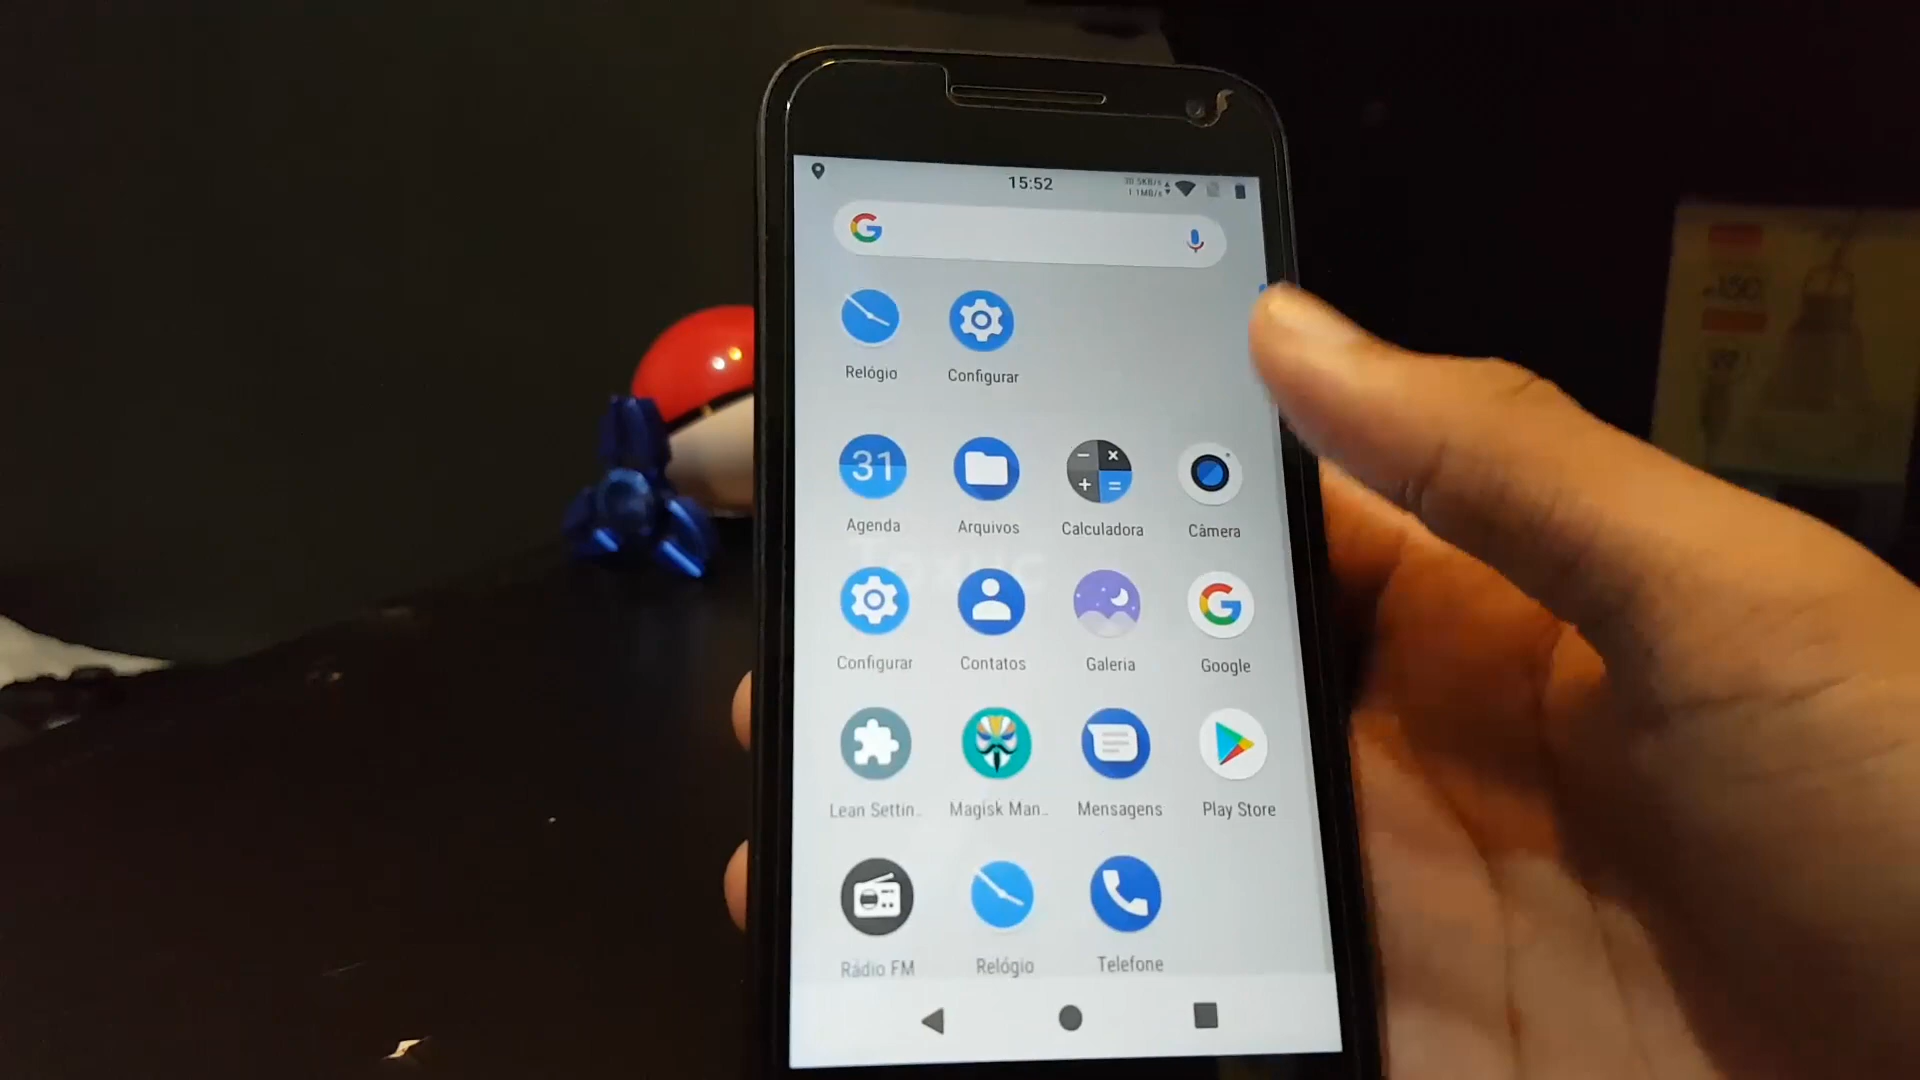 15:52
Relógio
Configurar
31
Agenda
Arquivos
Calculadora
Câmera
Configurar
Contatos
Galeria
Google
Lean Settin..
Magisk Man..
Mensagens
Play Store
Rádio FM
Relógio
Telefone